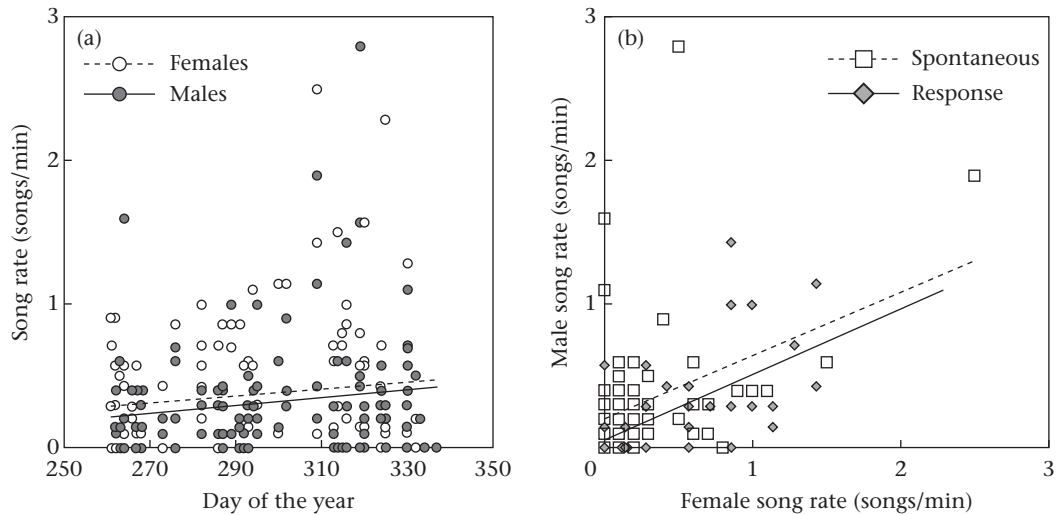 (a)
Females
Males
3
2
1
0
Song rate (songs/min)
250 270 290 310 330 350
Day of the year
(b)
Spontaneous
Response
3
2
1
0
Male song rate (songs/min)
0 1 2 3
Female song rate (songs/min)